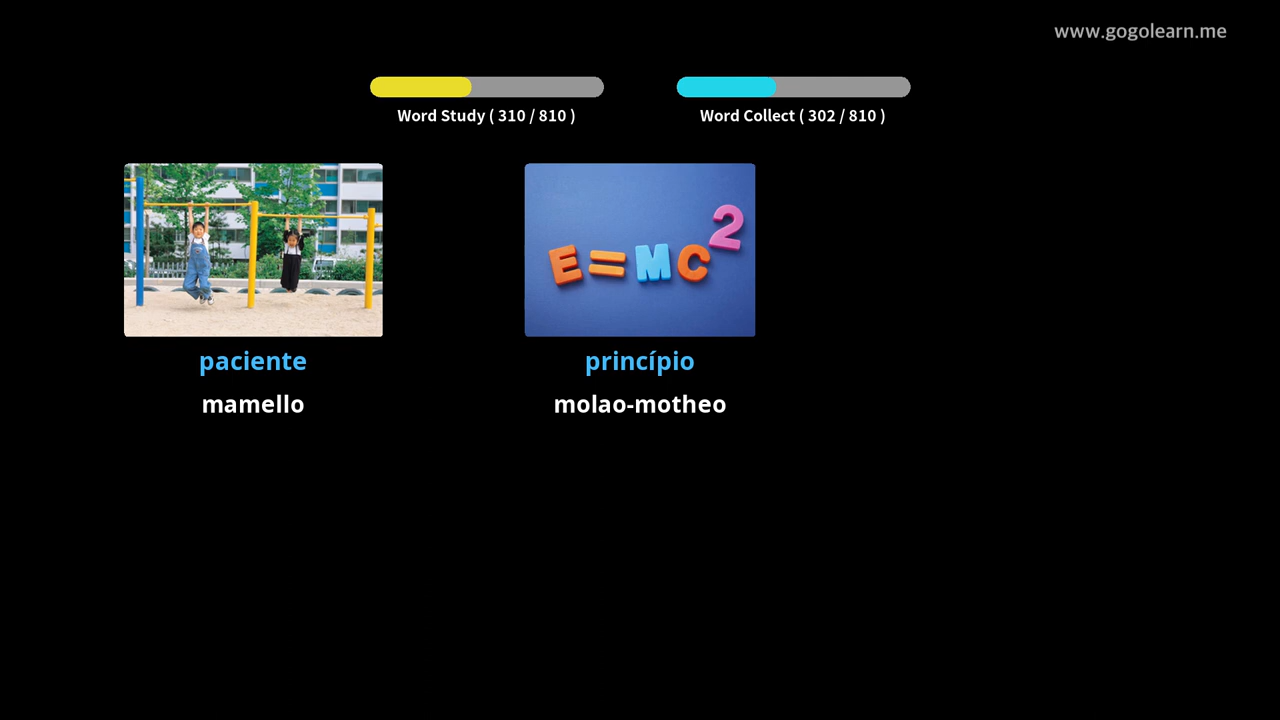 www.gogolearn.me
Word Study ( 310 / 810 )
Word Collect ( 302 / 810 )
E=MC²
paciente
princípio
mamello
molao-motheo